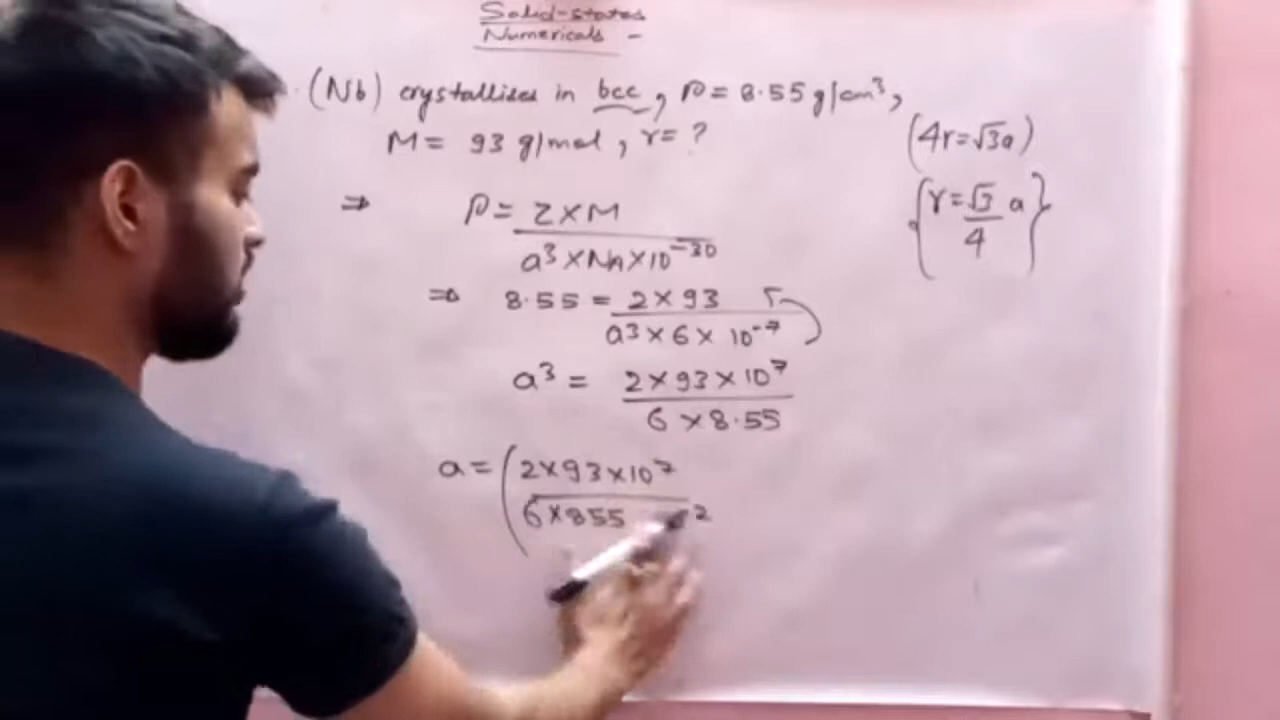 Solid-states
Numericals -
(Nb) crystallises in bcc, ρ = 8.55 g/cm³,
M = 93 g/mol, r = ?
(4r = √3a)
{r = √3/4 a}
⇒ ρ = Z × M / a³ × NA × 10⁻³⁰
⇒ 8.55 = 2 × 93 / a³ × 6 × 10⁻⁷
a³ = 2 × 93 × 10⁷ / 6 × 8.55
a = (2 × 93 × 10⁷ / 6 × 855 2